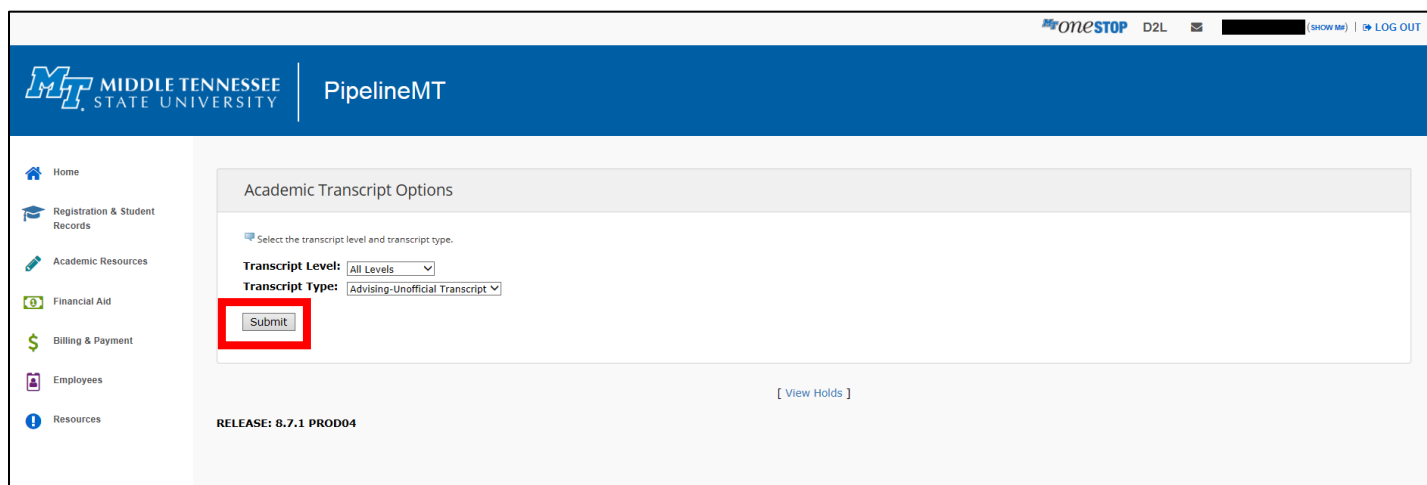 MT ONESTOP D2L (SHOW M#) | LOG OUT
MT MIDDLE TENNESSEE
STATE UNIVERSITY
PipelineMT
Home
Registration & Student
Records
Academic Resources
Financial Aid
Billing & Payment
Employees
Resources
Academic Transcript Options
Select the transcript level and transcript type.
Transcript Level: All Levels
Transcript Type: Advising-Unofficial Transcript
Submit
[ View Holds ]
RELEASE: 8.7.1 PROD04